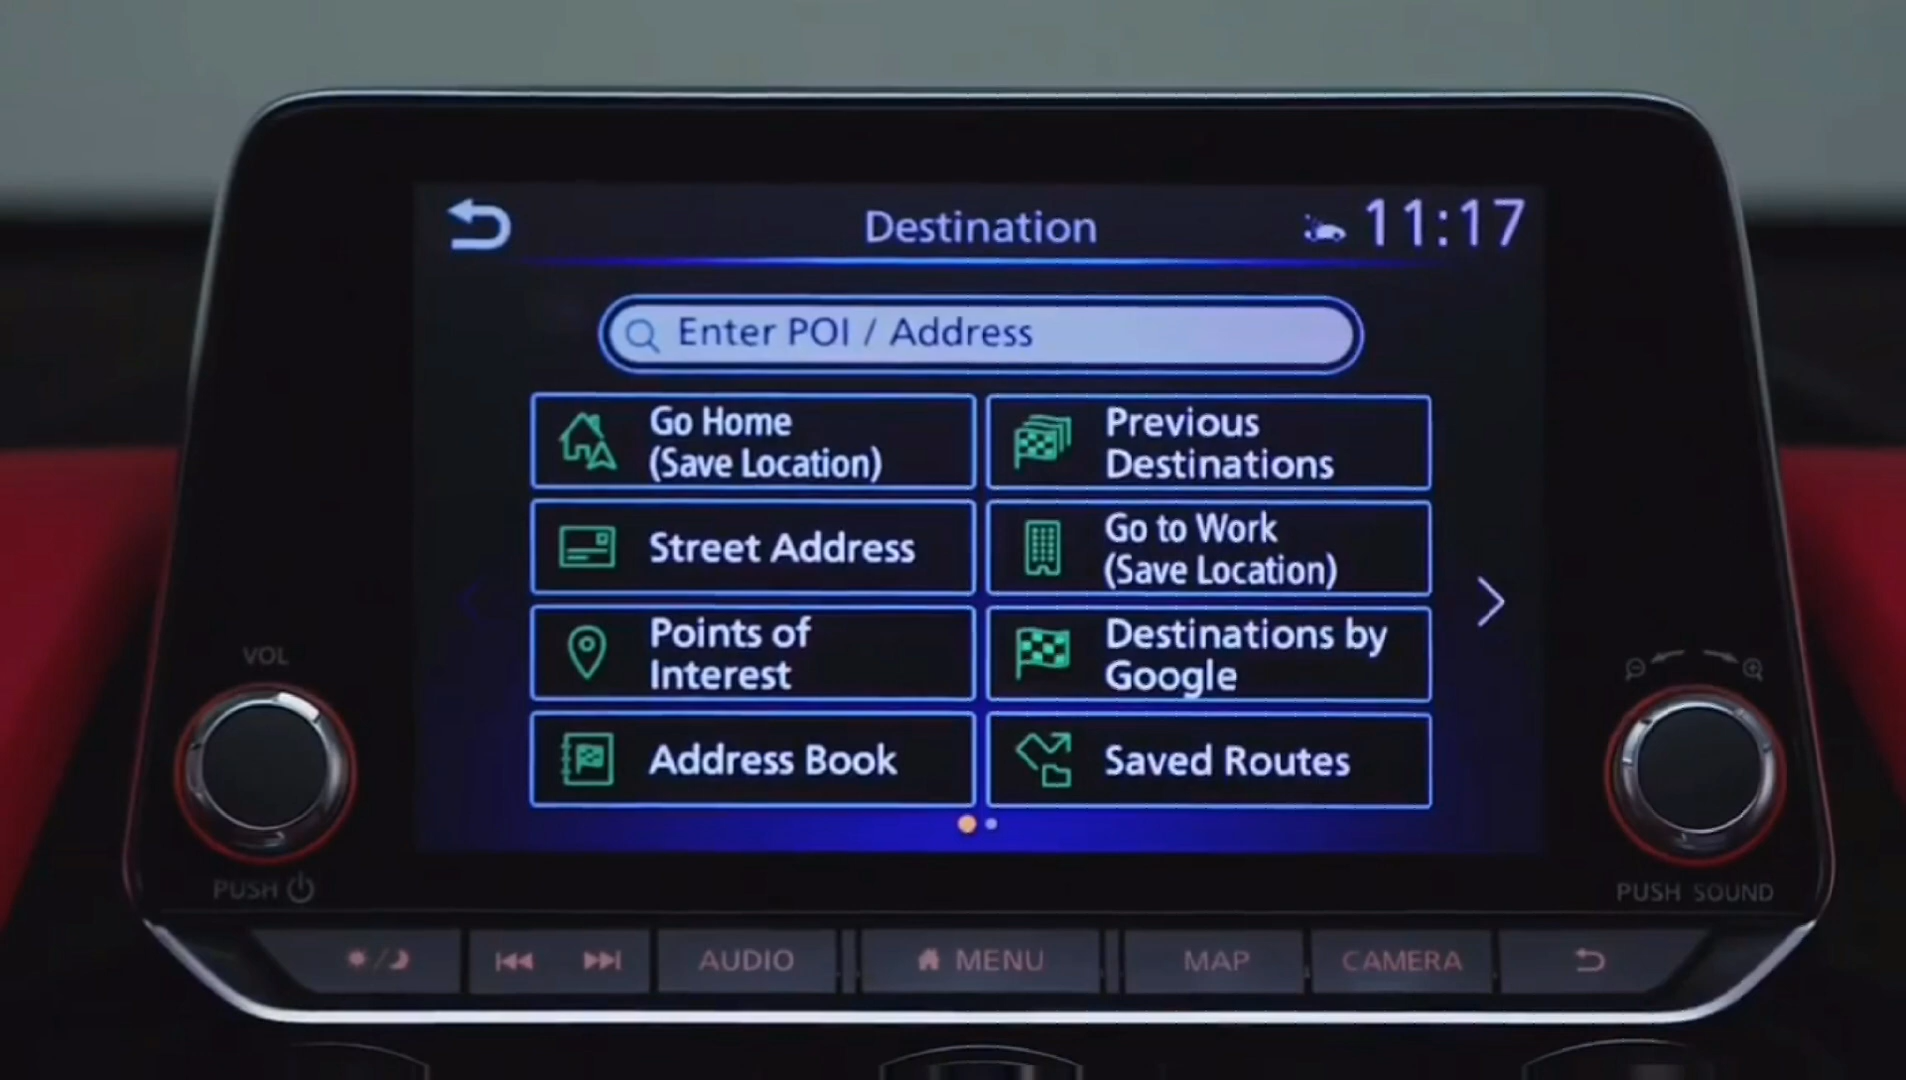 Destination
11:17
Enter POI / Address
Go Home
(Save Location)
Previous
Destinations
Street Address
Go to Work
(Save Location)
Points of
Interest
Destinations by
Google
Address Book
Saved Routes
VOL
PUSH
PUSH SOUND
AUDIO
MENU
MAP
CAMERA